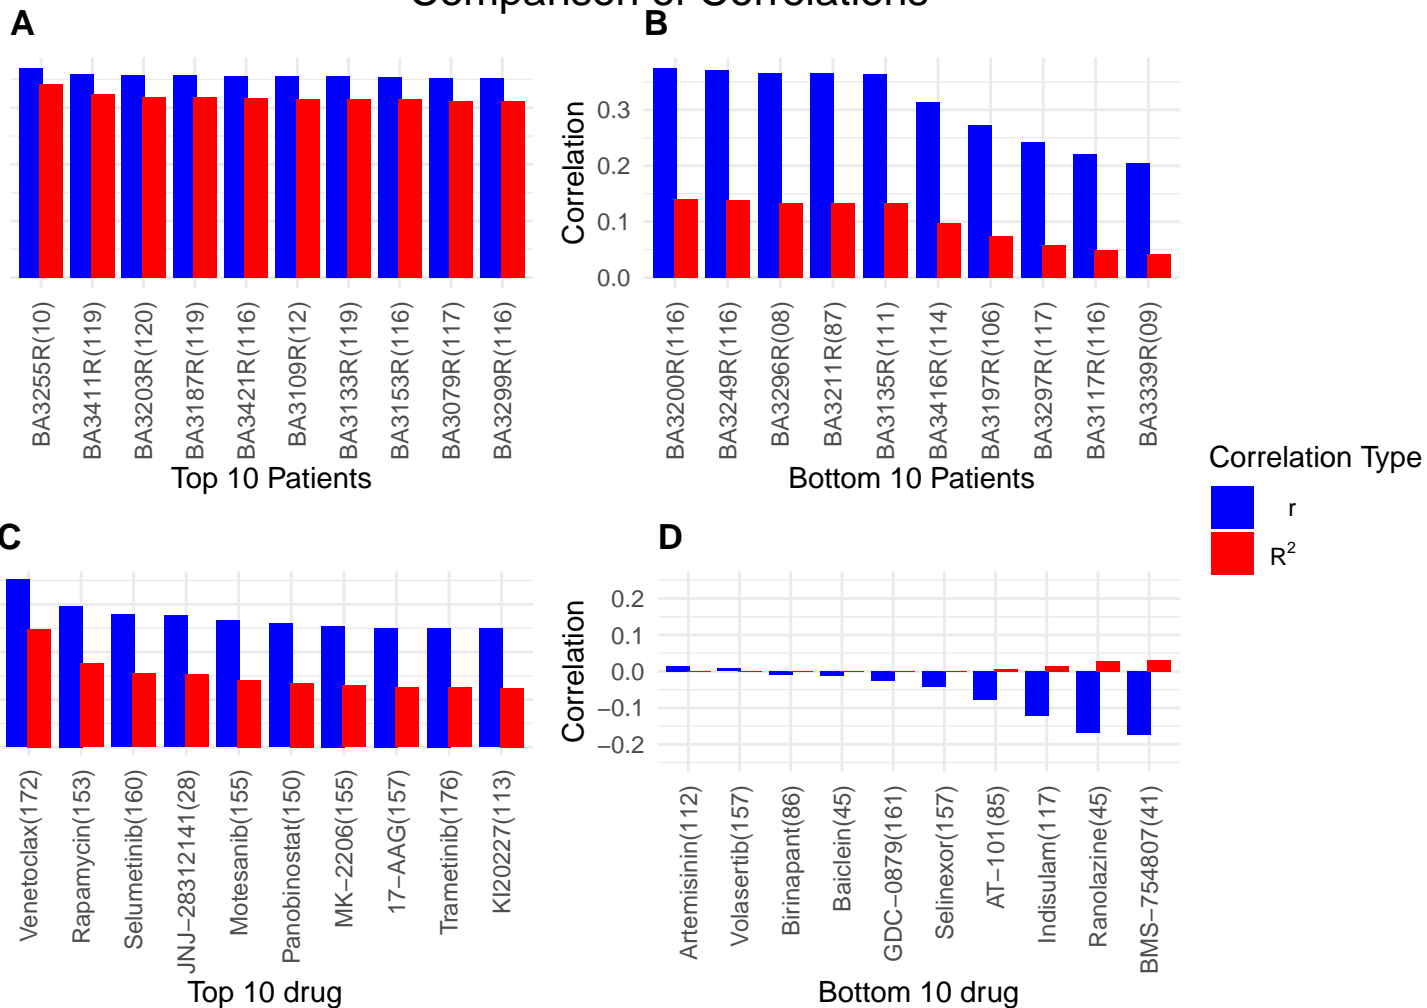 Comparison of Correlations
A
B
Correlation
0.3
0.2
0.1
0.0
BA3255R(10)
BA3411R(119)
BA3203R(120)
BA3187R(119)
BA3421R(116)
BA3109R(12)
BA3133R(119)
BA3153R(116)
BA3079R(117)
BA3299R(116)
Top 10 Patients
BA3200R(116)
BA3249R(116)
BA3296R(08)
BA3211R(87)
BA3135R(111)
BA3416R(114)
BA3197R(106)
BA3297R(117)
BA3117R(116)
BA3339R(09)
Bottom 10 Patients
Correlation Type
r
R²
C
D
Correlation
0.2
0.1
0.0
−0.1
−0.2
Venetoclax(172)
Rapamycin(153)
Selumetinib(160)
JNJ−28312141(28)
Motesanib(155)
Panobinostat(150)
MK−2206(155)
17−AAG(157)
Trametinib(176)
KI20227(113)
Top 10 drug
Artemisinin(112)
Volasertib(157)
Birinapant(86)
Baiclein(45)
GDC−0879(161)
Selinexor(157)
AT−101(85)
Indisulam(117)
Ranolazine(45)
BMS−754807(41)
Bottom 10 drug